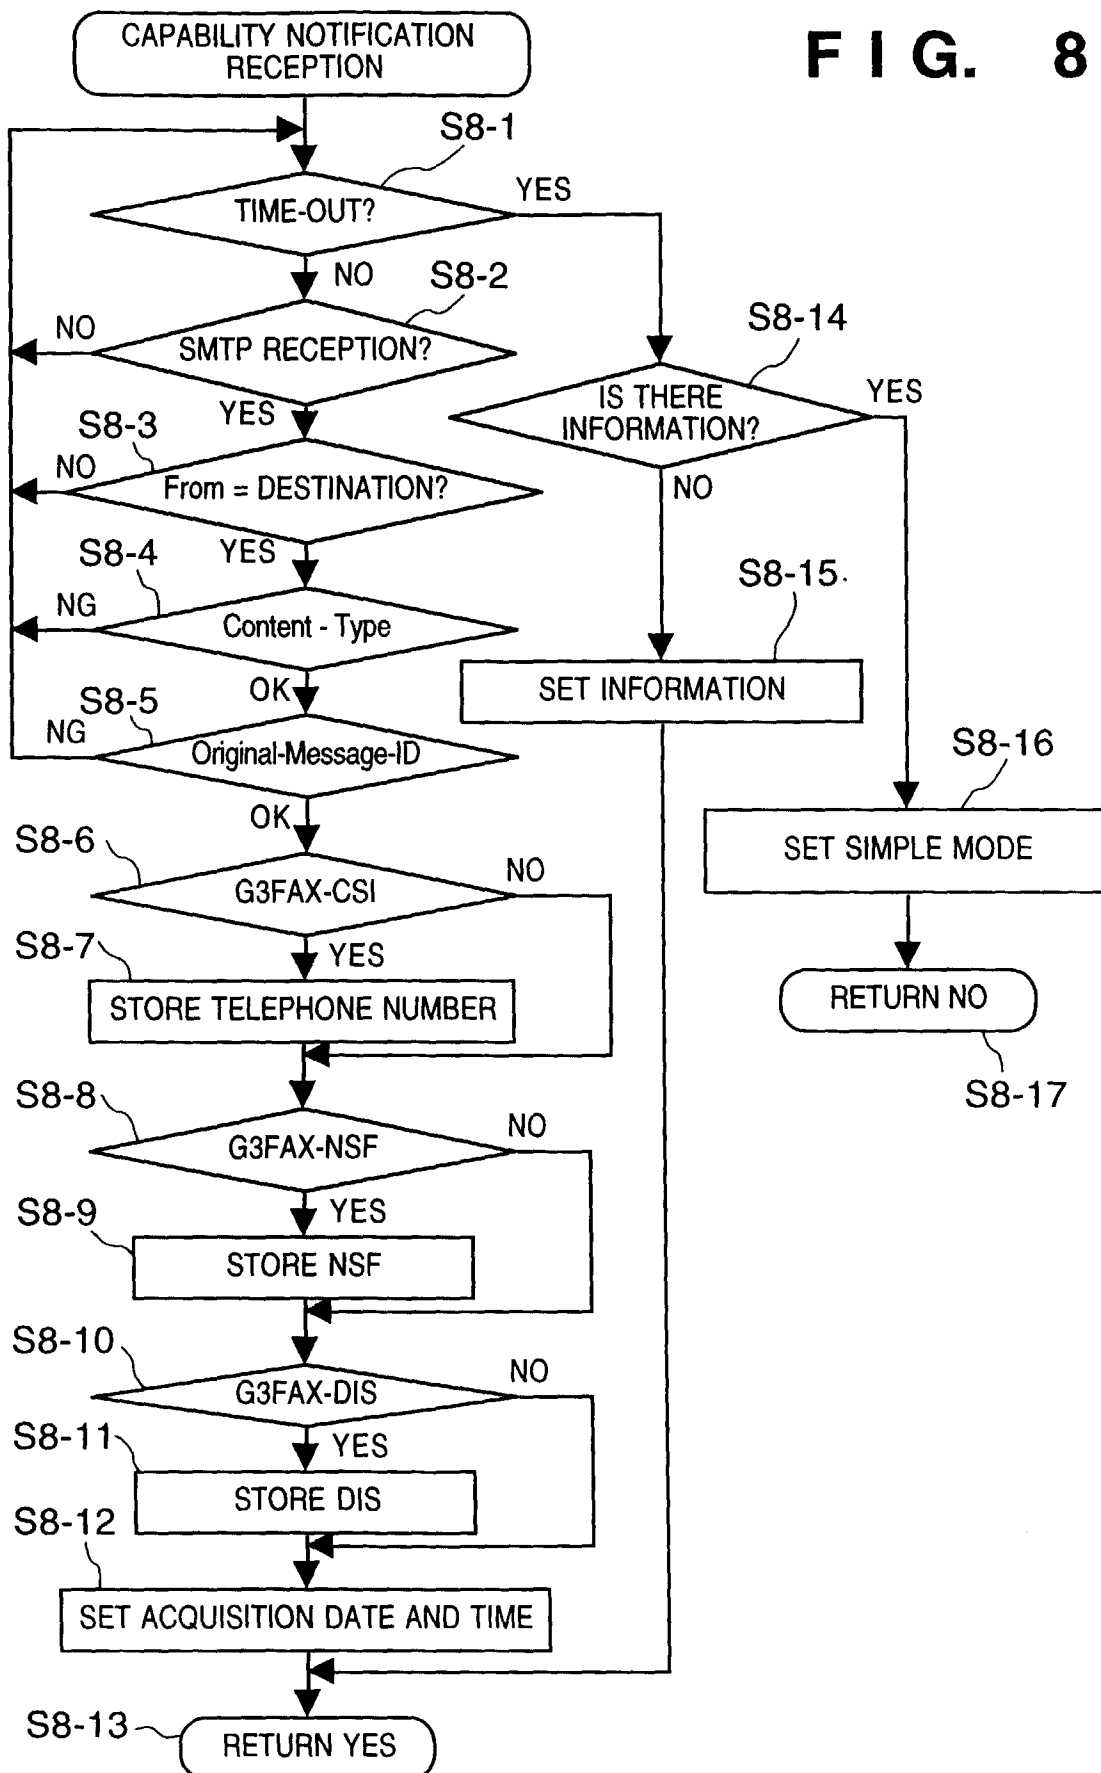 CAPABILITY NOTIFICATION
RECEPTION
FIG. 8
S8-1
TIME-OUT?
YES
NO
S8-2
SMTP RECEPTION?
NO
YES
S8-3
From = DESTINATION?
NO
YES
S8-4
Content - Type
NG
OK
S8-5
Original-Message-ID
NG
OK
S8-6
G3FAX-CSI
NO
YES
S8-7
STORE TELEPHONE NUMBER
S8-8
G3FAX-NSF
NO
YES
S8-9
STORE NSF
S8-10
G3FAX-DIS
NO
YES
S8-11
STORE DIS
S8-12
SET ACQUISITION DATE AND TIME
S8-13
RETURN YES
S8-14
IS THERE
INFORMATION?
YES
NO
S8-15
SET INFORMATION
S8-16
SET SIMPLE MODE
RETURN NO
S8-17